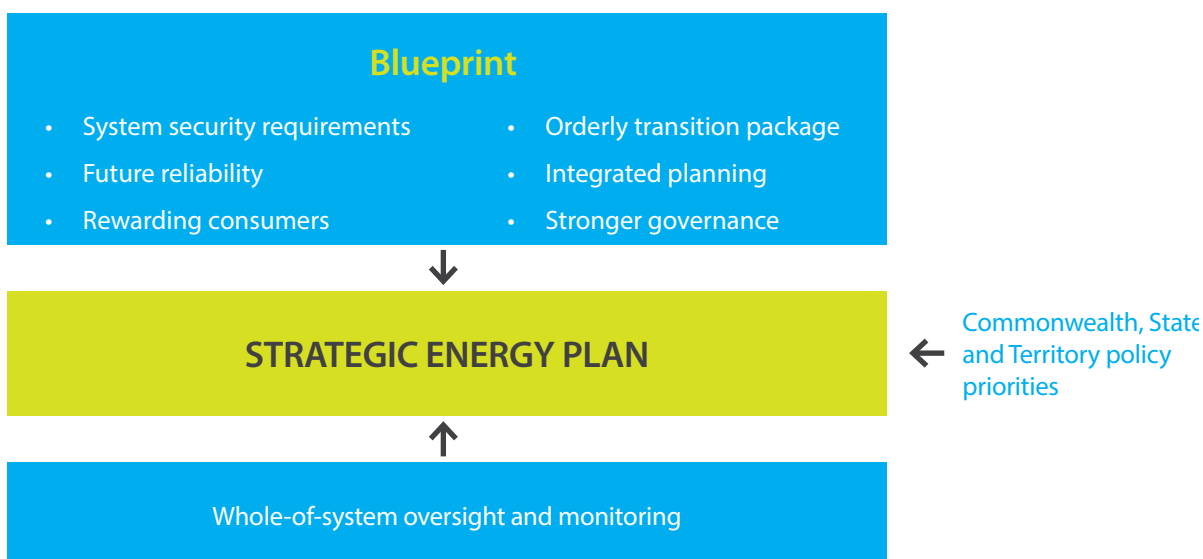 Blueprint
• System security requirements
• Future reliability
• Rewarding consumers
• Orderly transition package
• Integrated planning
• Stronger governance
STRATEGIC ENERGY PLAN
Commonwealth, State
and Territory policy
priorities
Whole-of-system oversight and monitoring